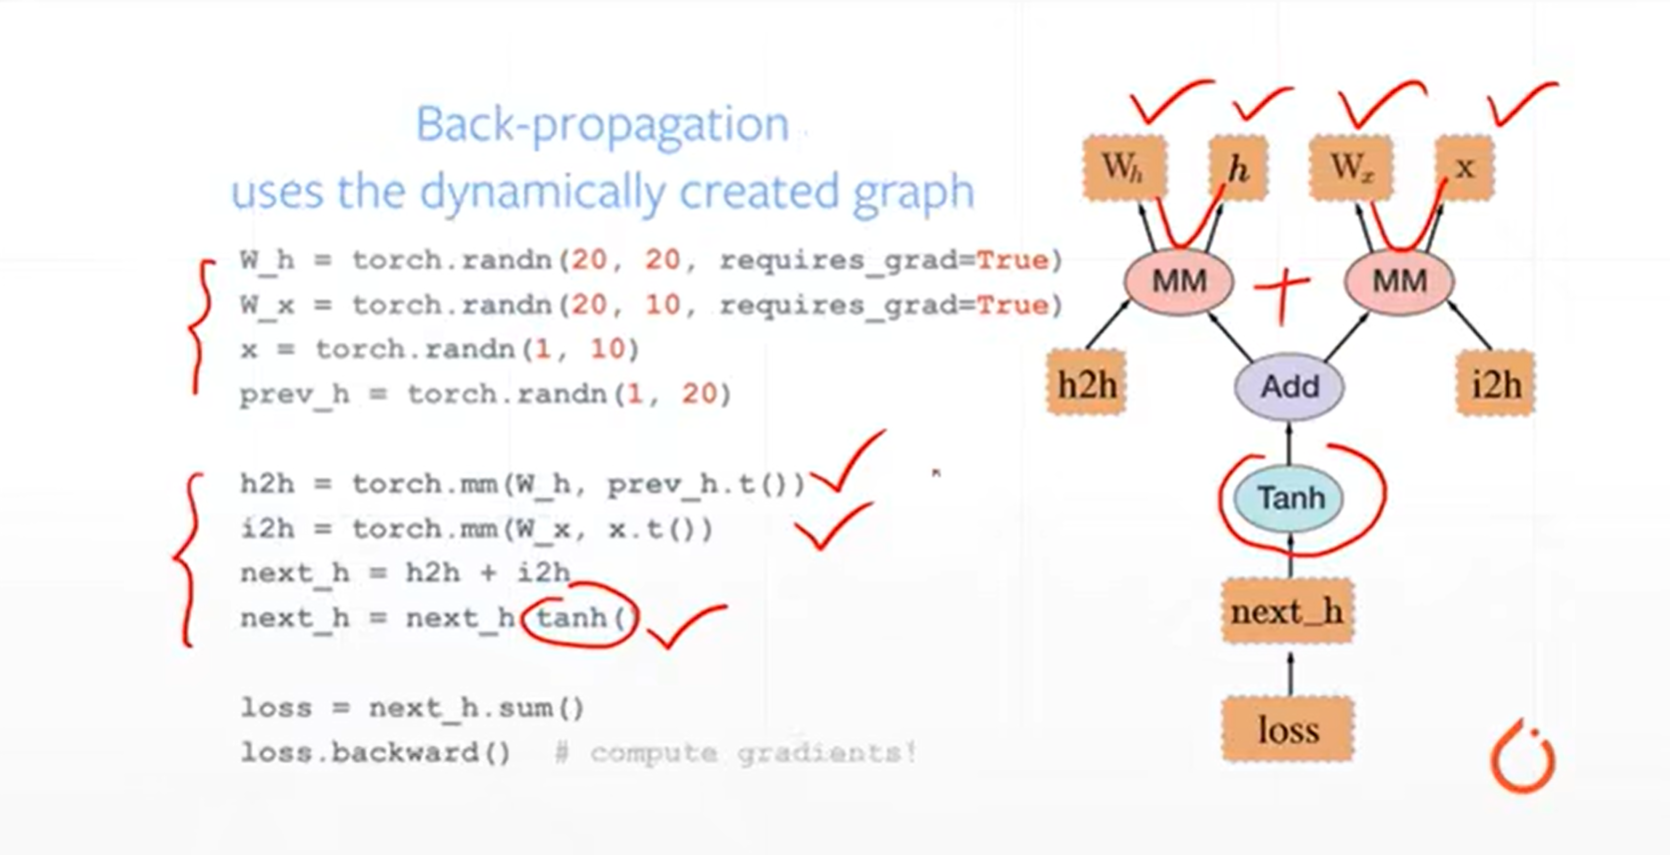 Back-propagation
uses the dynamically created graph
W_h = torch.randn(20, 20, requires_grad=True)
W_x = torch.randn(20, 10, requires_grad=True)
x = torch.randn(1, 10)
prev_h = torch.randn(1, 20)
h2h = torch.mm(W_h, prev_h.t())
i2h = torch.mm(W_x, x.t())
next_h = h2h + i2h
next_h = next_h.tanh()
loss = next_h.sum()
loss.backward() # compute gradients!
W_h h W_x x
MM + MM
h2h Add i2h
Tanh
next_h
loss